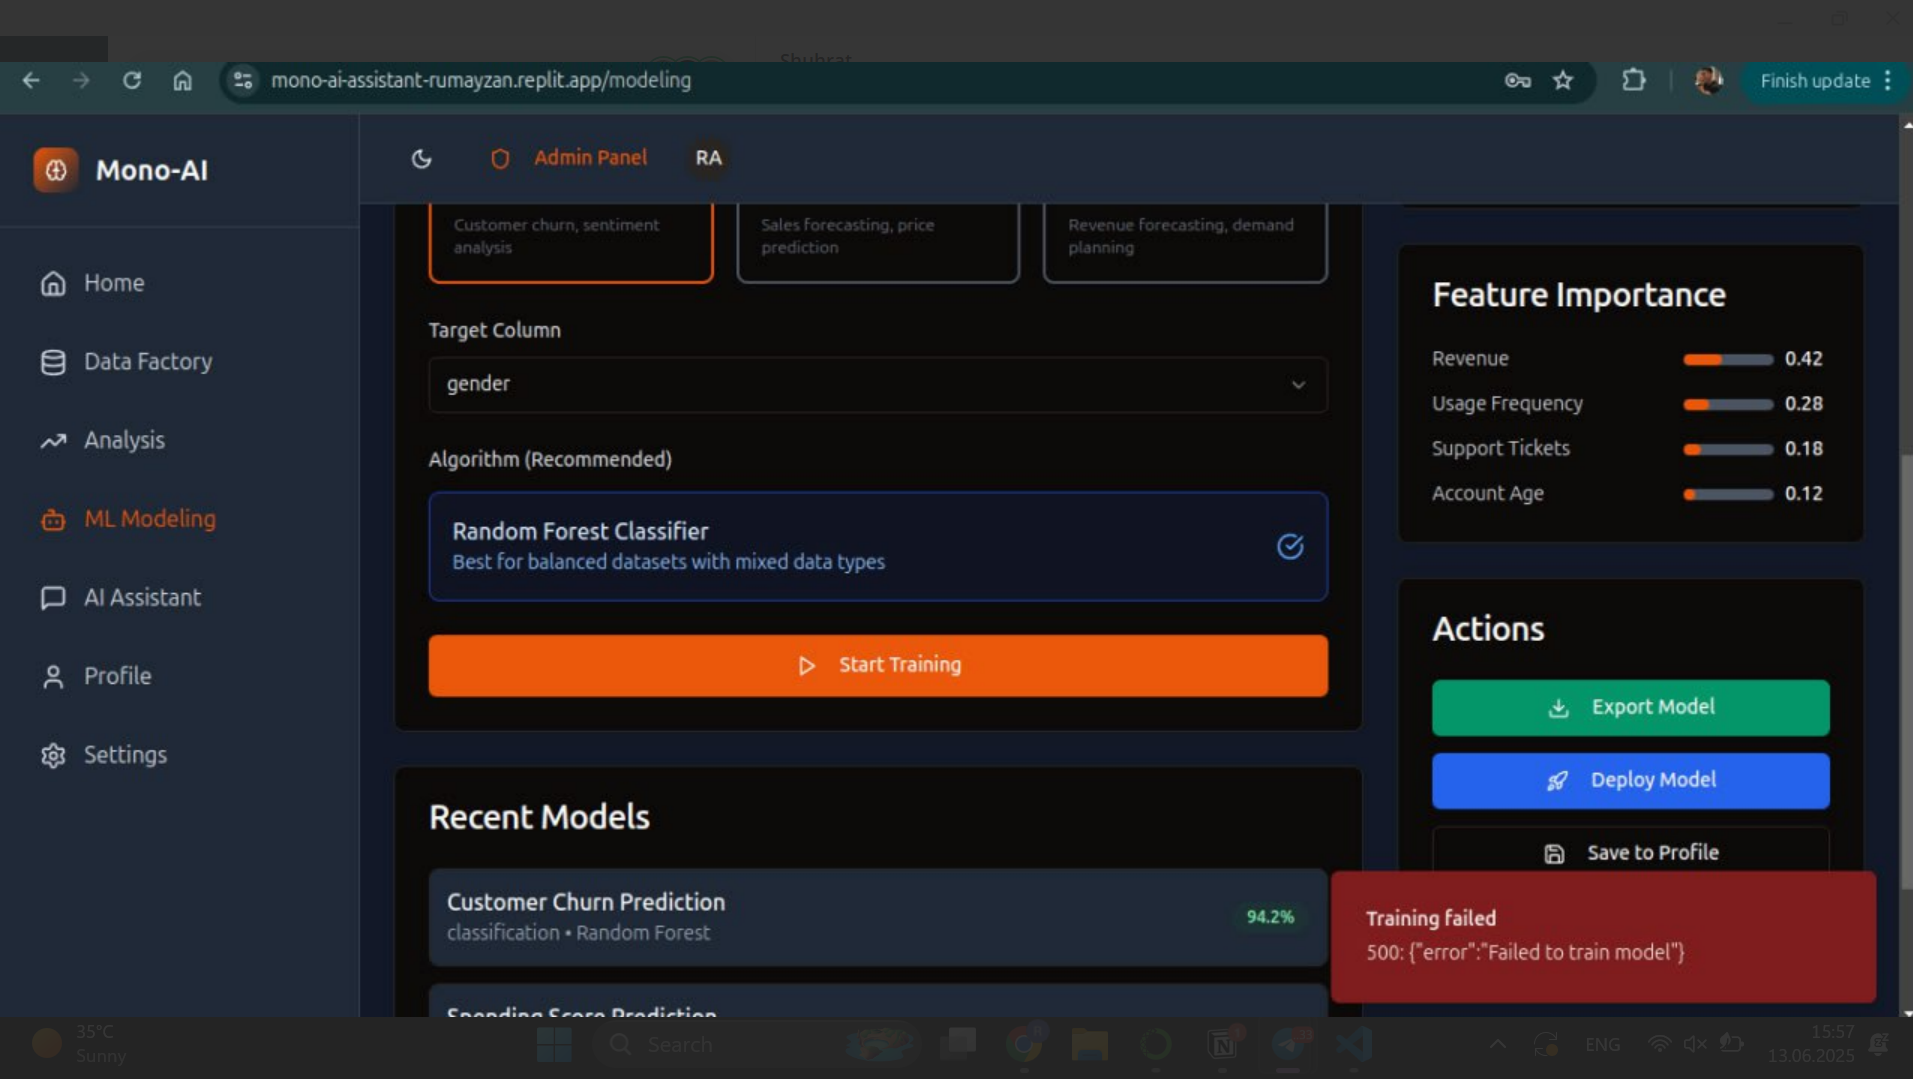 Shuhrat
mono-ai-assistant-rumayzan.replit.app/modeling
Finish update
Mono-AI
Admin Panel
RA
Home
Data Factory
Analysis
ML Modeling
AI Assistant
Profile
Settings
Customer churn, sentiment
analysis
Sales forecasting, price
prediction
Revenue forecasting, demand
planning
Target Column
gender
Algorithm (Recommended)
Random Forest Classifier
Best for balanced datasets with mixed data types
Start Training
Recent Models
Customer Churn Prediction
classification • Random Forest
94.2%
Spending Score Prediction
Feature Importance
Revenue 0.42
Usage Frequency 0.28
Support Tickets 0.18
Account Age 0.12
Actions
Export Model
Deploy Model
Save to Profile
Training failed
500: {"error":"Failed to train model"}
35°C
Sunny
Search
ENG
15:57
13.06.2025